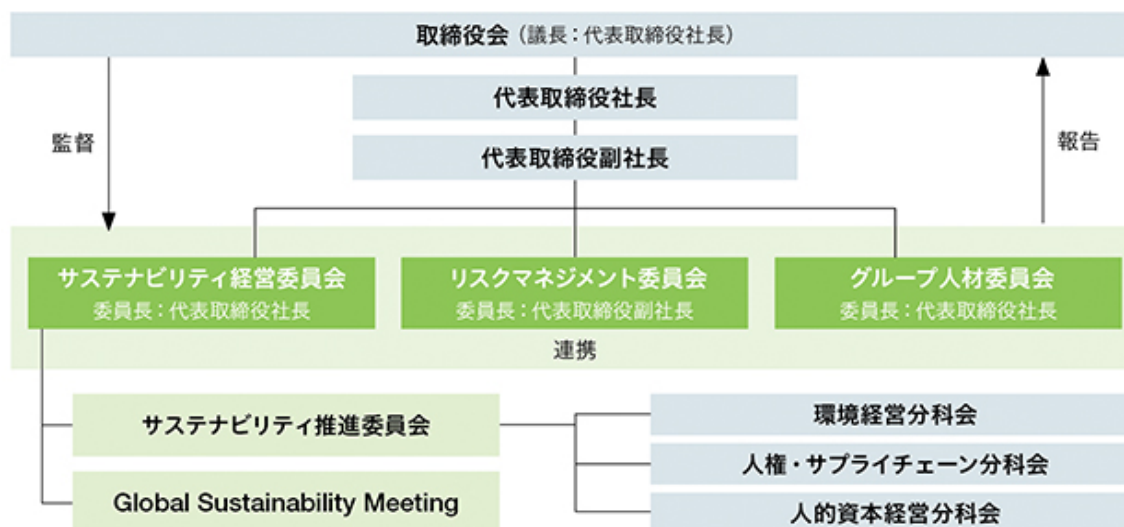 取締役会（議長：代表取締役社長）
代表取締役社長
監督
報告
代表取締役副社長
サステナビリティ経営委員会
委員長：代表取締役社長
リスクマネジメント委員会
委員長：代表取締役副社長
グループ人材委員会
委員長：代表取締役社長
連携
サステナビリティ推進委員会
Global Sustainability Meeting
環境経営分科会
人権・サプライチェーン分科会
人的資本経営分科会